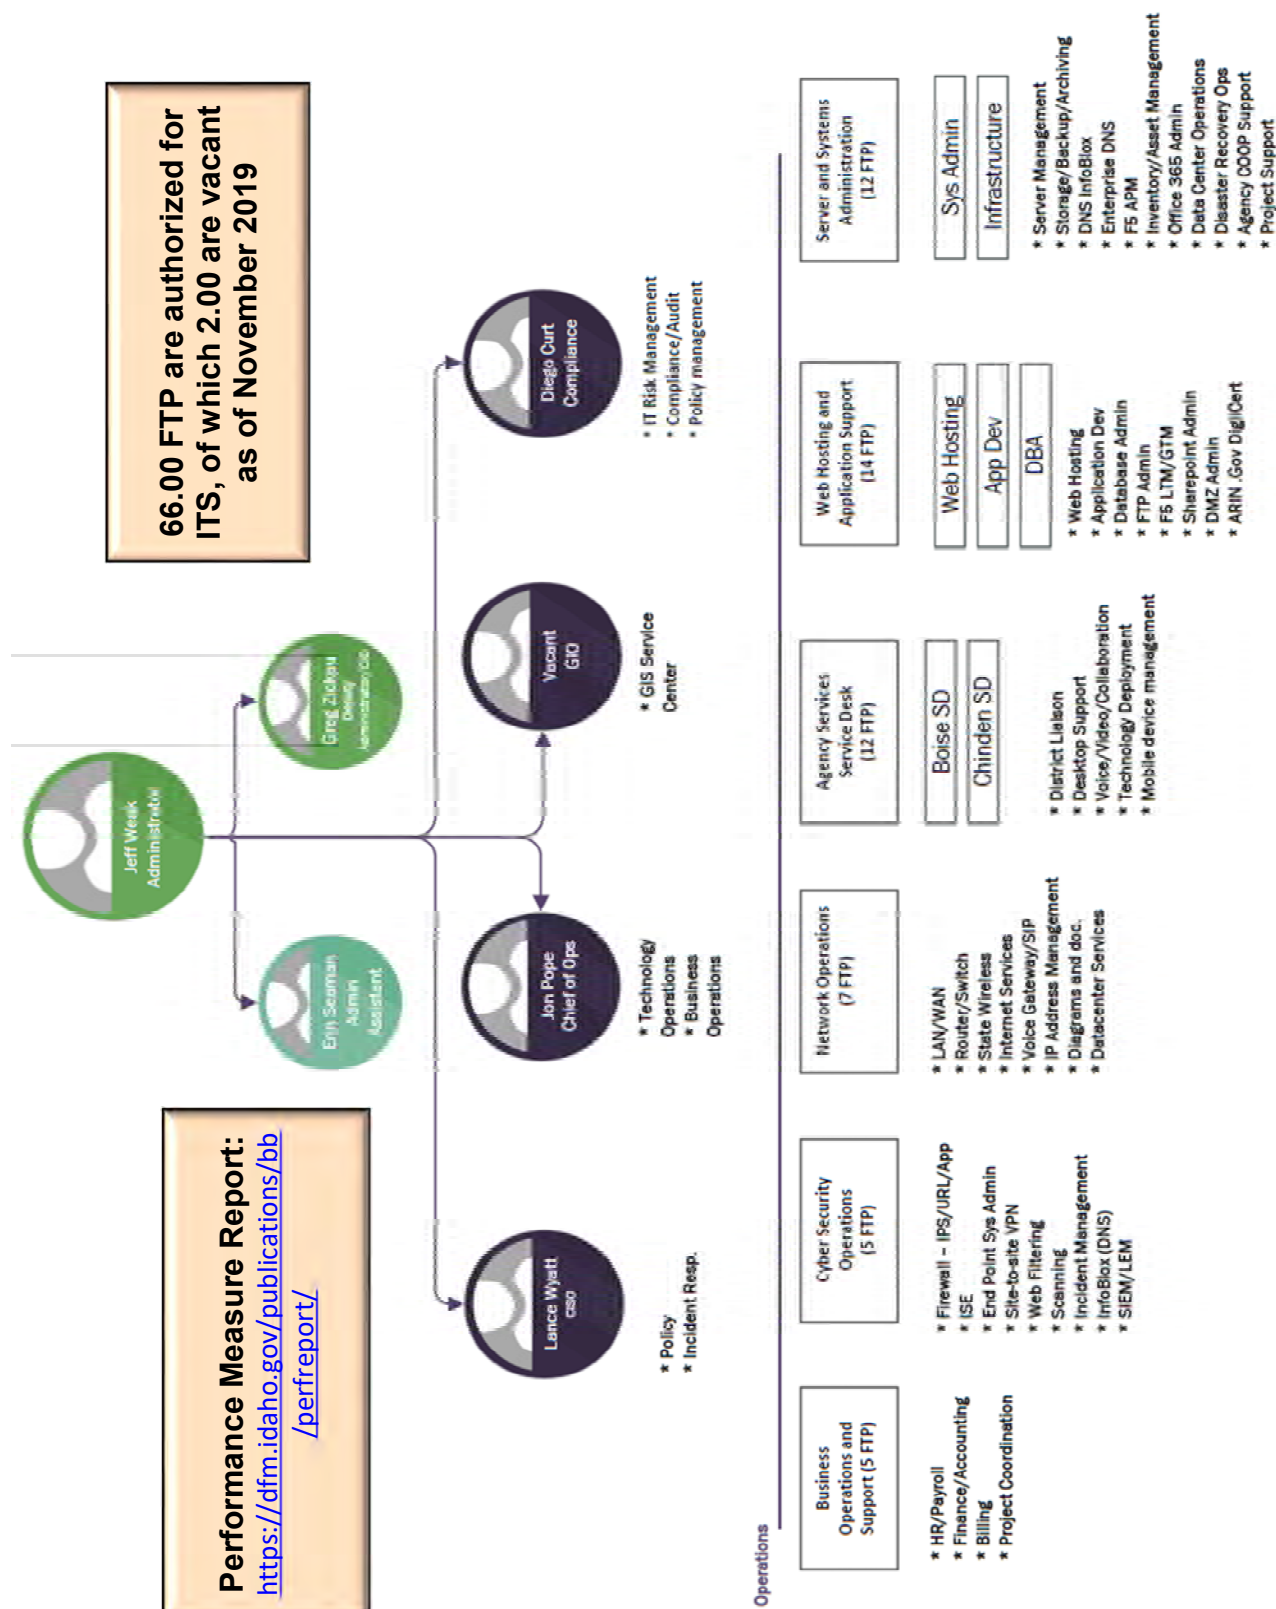 Performance Measure Report:
https://dfm.idaho.gov/publications/bb
/perfreport/
66.00 FTP are authorized for
ITS, of which 2.00 are vacant
as of November 2019
Jeff Weak
Administrator
Erin Seaman
Admin
Assistant
Greg Zickau
Deputy
Administrator/CIO
Lance Wyatt
CISO
* Policy
* Incident Resp.
Jon Pope
Chief of Ops
* Technology
Operations
* Business
Operations
Vacant
GIO
* GIS Service
Center
Diego Curt
Compliance
* IT Risk Management
* Compliance/Audit
* Policy management
Operations
Business
Operations and
Support (5 FTP)
* HR/Payroll
* Finance/Accounting
* Billing
* Project Coordination
Cyber Security
Operations
(5 FTP)
* Firewall – IPS/URL/App
* ISE
* End Point Sys Admin
* Site-to-site VPN
* Web Filtering
* Scanning
* Incident Management
* InfoBlox (DNS)
* SIEM/LEM
Network Operations
(7 FTP)
* LAN/WAN
* Router/Switch
* State Wireless
* Internet Services
* Voice Gateway/SIP
* IP Address Management
* Diagrams and doc.
* Datacenter Services
Agency Services
Service Desk
(12 FTP)
Boise SD
Chinden SD
* District Liaison
* Desktop Support
* Voice/Video/Collaboration
* Technology Deployment
* Mobile device management
Web Hosting and
Application Support
(14 FTP)
Web Hosting
App Dev
DBA
* Web Hosting
* Application Dev
* Database Admin
* FTP Admin
* F5 LTM/GTM
* Sharepoint Admin
* DMZ Admin
* ARIN .Gov DigiCert
Server and Systems
Administration
(12 FTP)
Sys Admin
Infrastructure
* Server Management
* Storage/Backup/Archiving
* DNS InfoBlox
* Enterprise DNS
* F5 APM
* Inventory/Asset Management
* Office 365 Admin
* Data Center Operations
* Disaster Recovery Ops
* Agency COOP Support
* Project Support